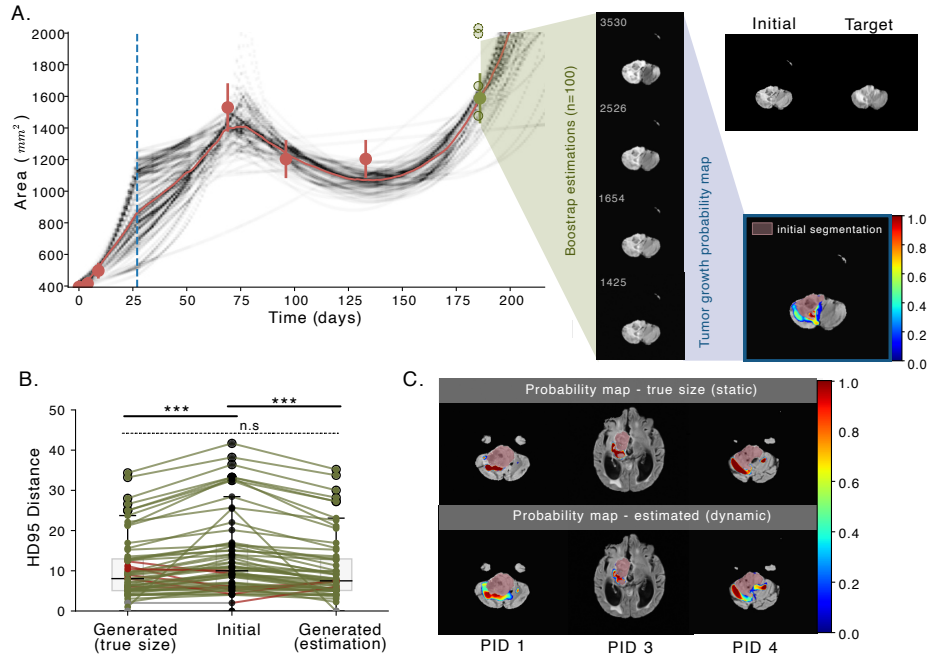 A.
Area ( mm² )
2000
1800
1600
1400
1200
1000
800
600
400
0
25
50
75
100
125
150
175
200
Time (days)
Boostrap estimations (n=100)
3530
2526
1654
1425
Tumor growth probability map
Initial
Target
initial segmentation
1.0
0.8
0.6
0.4
0.2
0.0
B.
HD95 Distance
50
40
30
20
10
0
***
***
n.s
Generated
(true size)
Initial
Generated
(estimation)
C.
Probability map - true size (static)
Probability map - estimated (dynamic)
PID 1
PID 3
PID 4
1.0
0.8
0.6
0.4
0.2
0.0